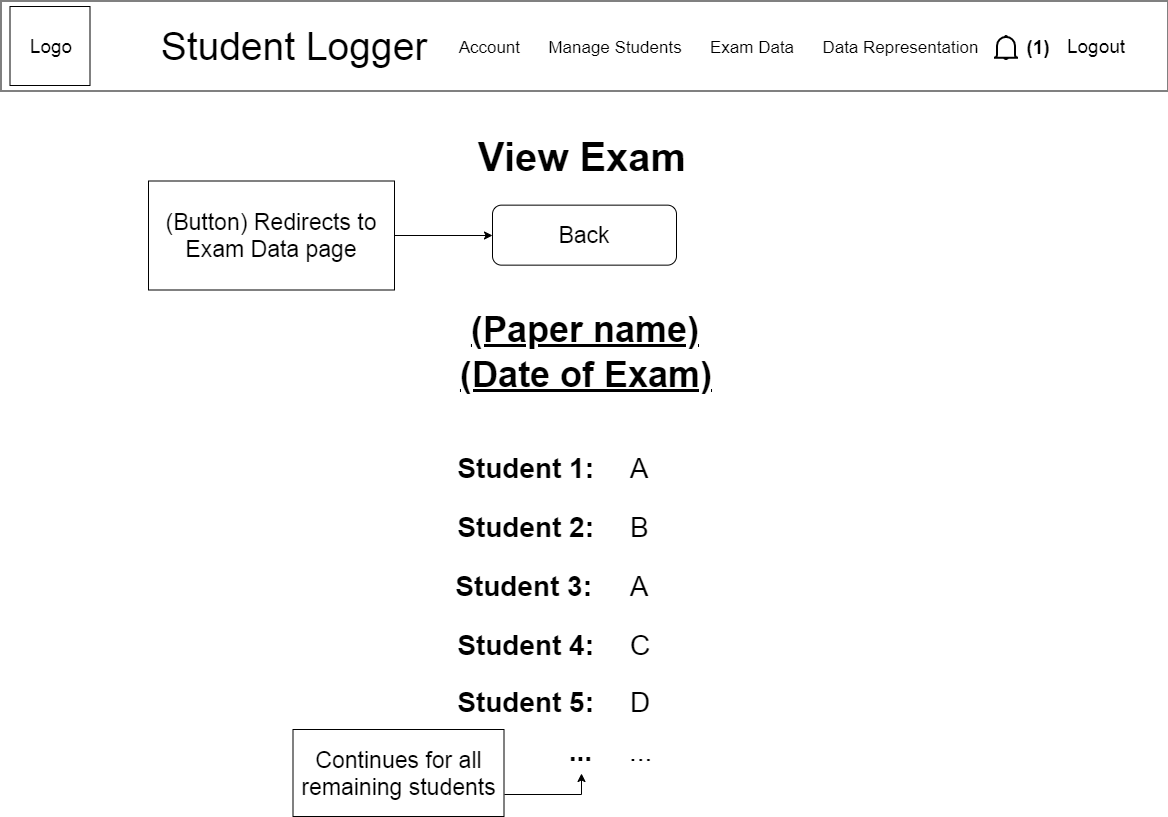 Logo
Student Logger
Account
Manage Students
Exam Data
Data Representation
(1)
Logout
View Exam
(Button) Redirects to
Exam Data page
Back
(Paper name)
(Date of Exam)
Student 1: A
Student 2: B
Student 3: A
Student 4: C
Student 5: D
... ...
Continues for all
remaining students